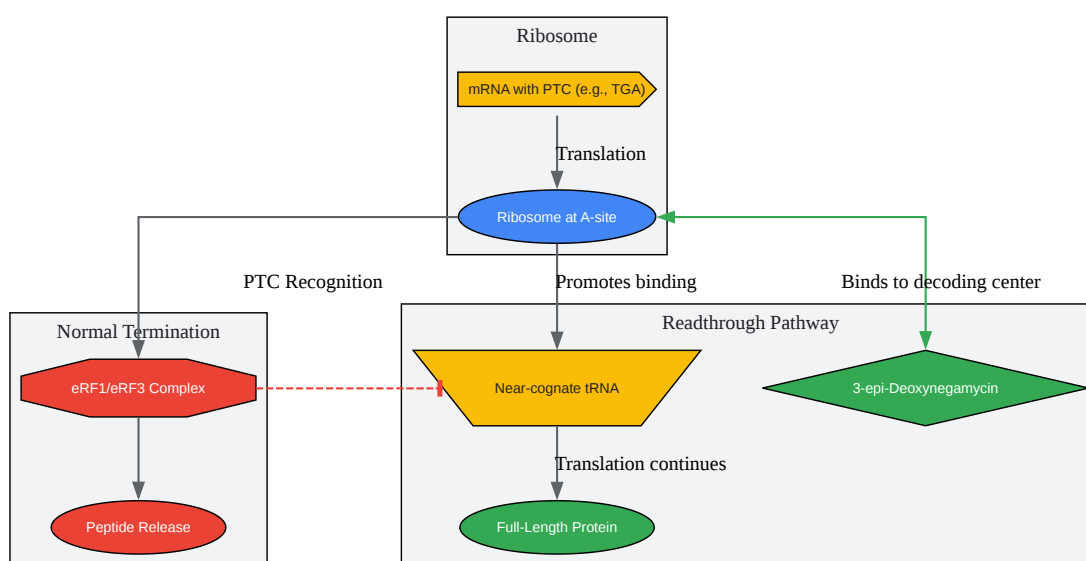 Ribosome
mRNA with PTC (e.g., TGA)
Translation
Ribosome at A-site
PTC Recognition
Promotes binding
Binds to decoding center
Normal Termination
Readthrough Pathway
eRF1/eRF3 Complex
Near-cognate tRNA
3-epi-Deoxynegamycin
Translation continues
Peptide Release
Full-Length Protein